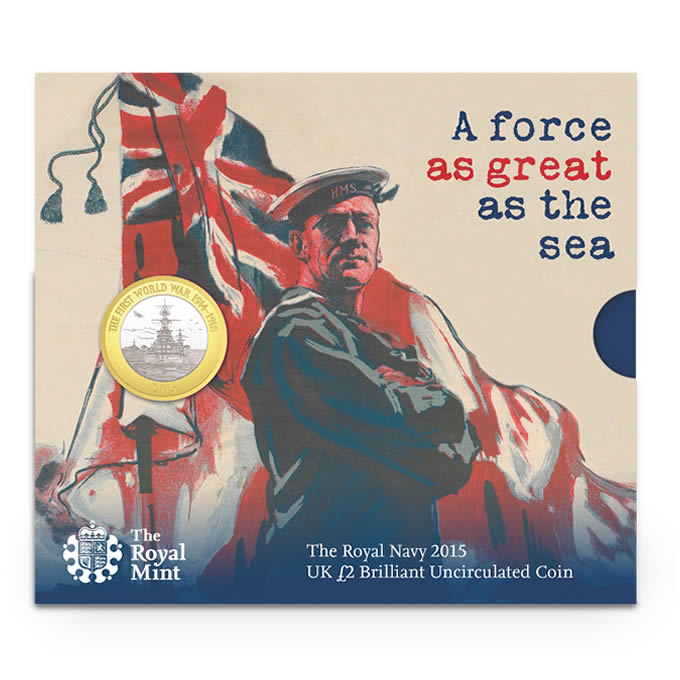 A force
as great
as the
sea
H.M.S.
THE FIRST WORLD WAR 1914-1918
2015
The
Royal
Mint
The Royal Navy 2015
UK £2 Brilliant Uncirculated Coin